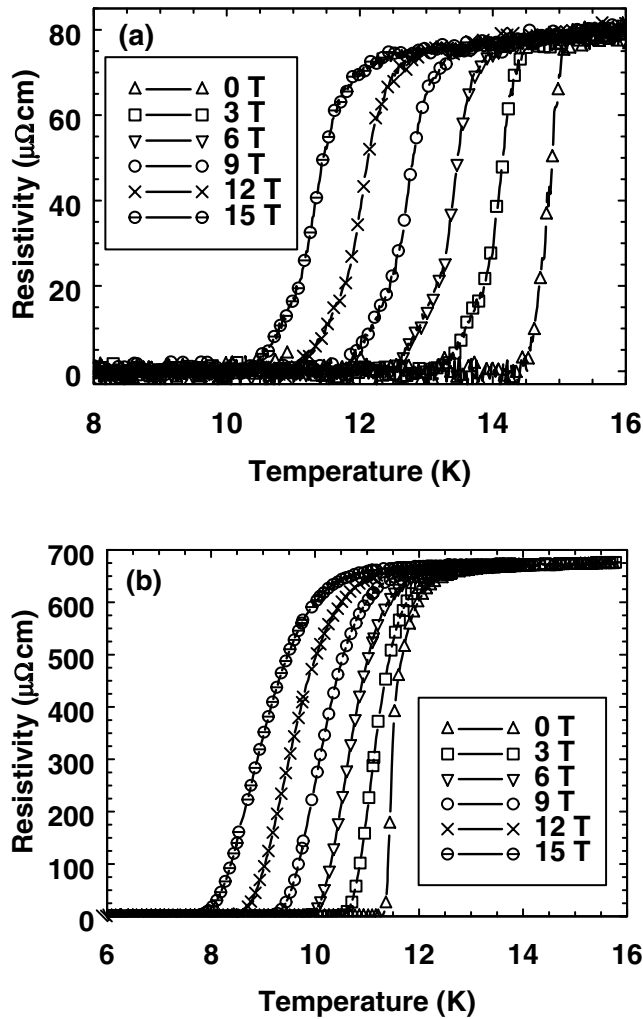 (a)
80
60
40
20
0
Resistivity (μΩcm)
0 T
3 T
6 T
9 T
12 T
15 T
8 10 12 14 16
Temperature (K)
(b)
700
600
500
400
300
200
100
0
Resistivity (μΩcm)
0 T
3 T
6 T
9 T
12 T
15 T
6 8 10 12 14 16
Temperature (K)